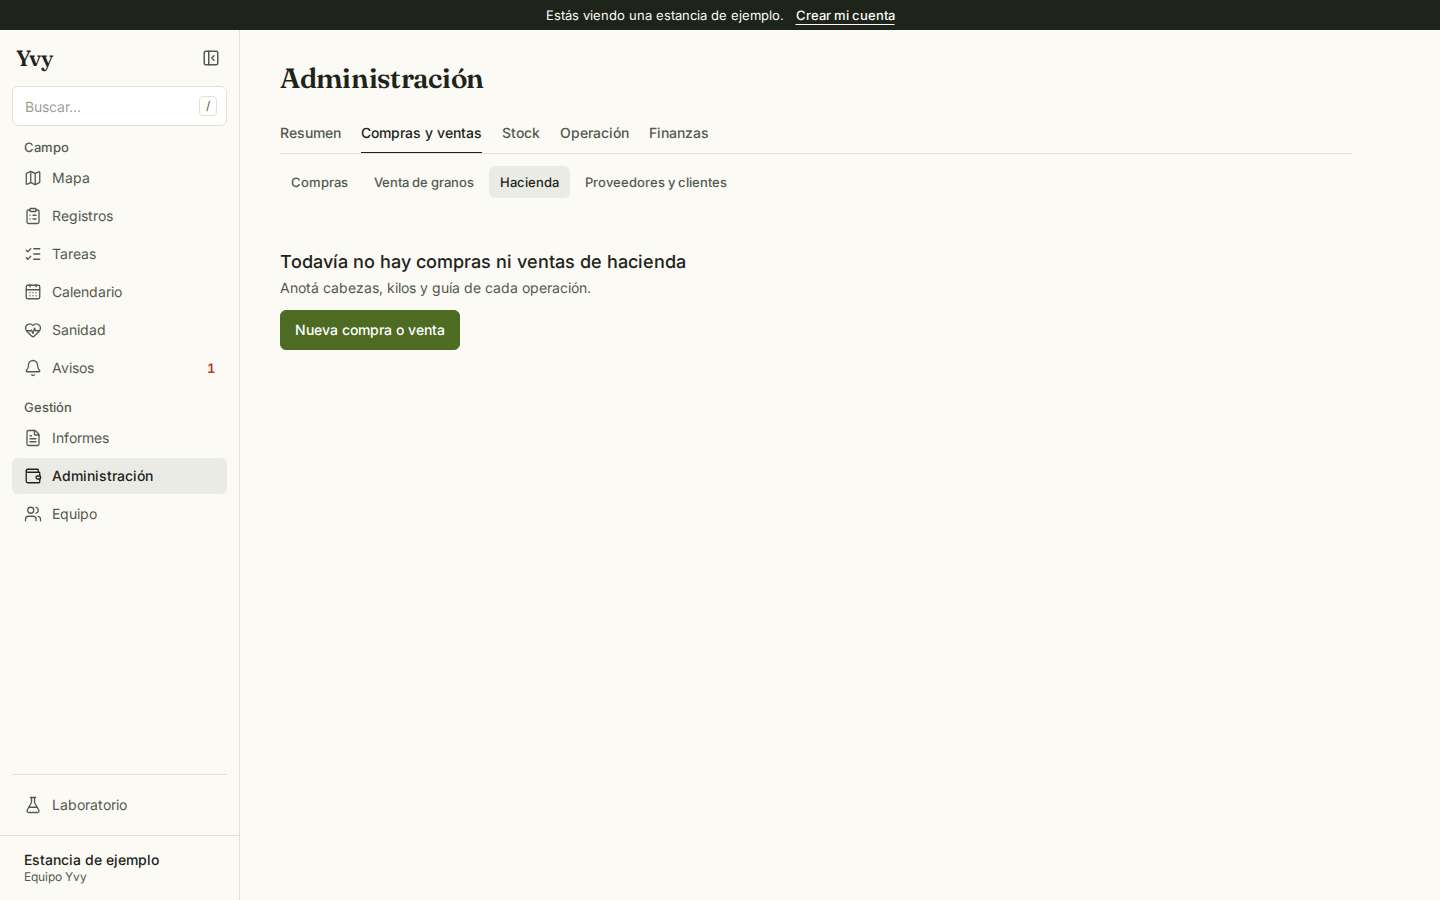 Estás viendo una estancia de ejemplo. Crear mi cuenta
Yvy
Buscar... /
Campo
Mapa
Registros
Tareas
Calendario
Sanidad
Avisos 1
Gestión
Informes
Administración
Equipo
Laboratorio
Estancia de ejemplo
Equipo Yvy
Administración
Resumen Compras y ventas Stock Operación Finanzas
Compras Venta de granos Hacienda Proveedores y clientes
Todavía no hay compras ni ventas de hacienda
Anotá cabezas, kilos y guía de cada operación.
Nueva compra o venta